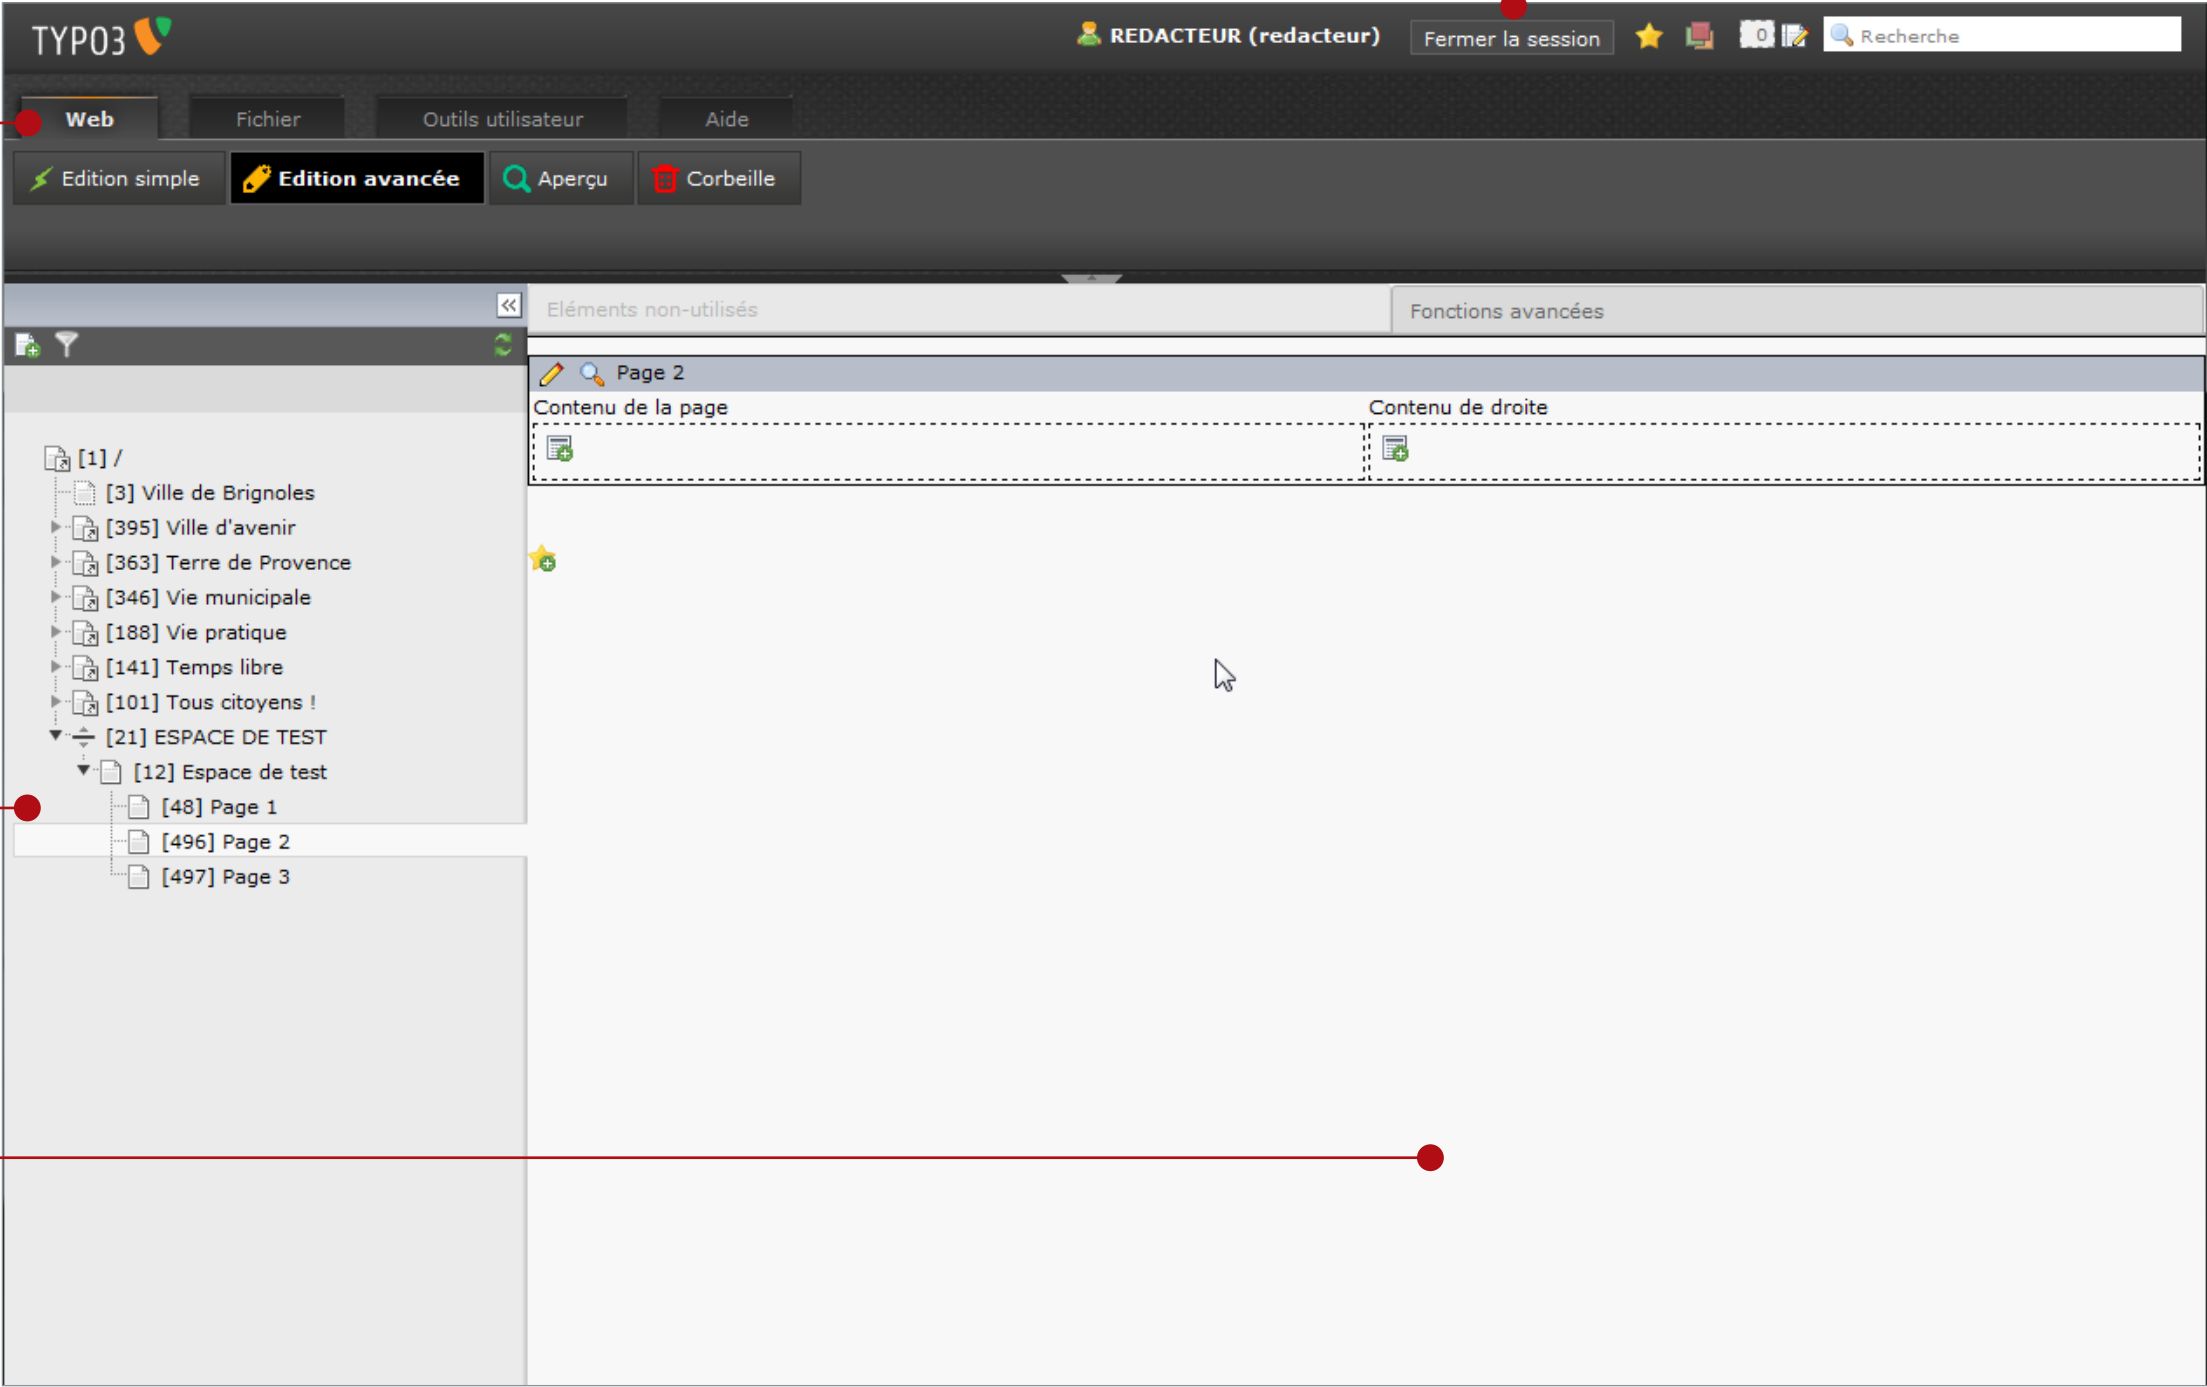 TYPO3
REDACTEUR (redacteur)
Fermer la session
0
Recherche
Web
Fichier
Outils utilisateur
Aide
Edition simple
Edition avancée
Aperçu
Corbeille
Eléments non-utilisés
Fonctions avancées
Page 2
Contenu de la page
Contenu de droite
[1] /
[3] Ville de Brignoles
[395] Ville d'avenir
[363] Terre de Provence
[346] Vie municipale
[188] Vie pratique
[141] Temps libre
[101] Tous citoyens !
[21] ESPACE DE TEST
[12] Espace de test
[48] Page 1
[496] Page 2
[497] Page 3